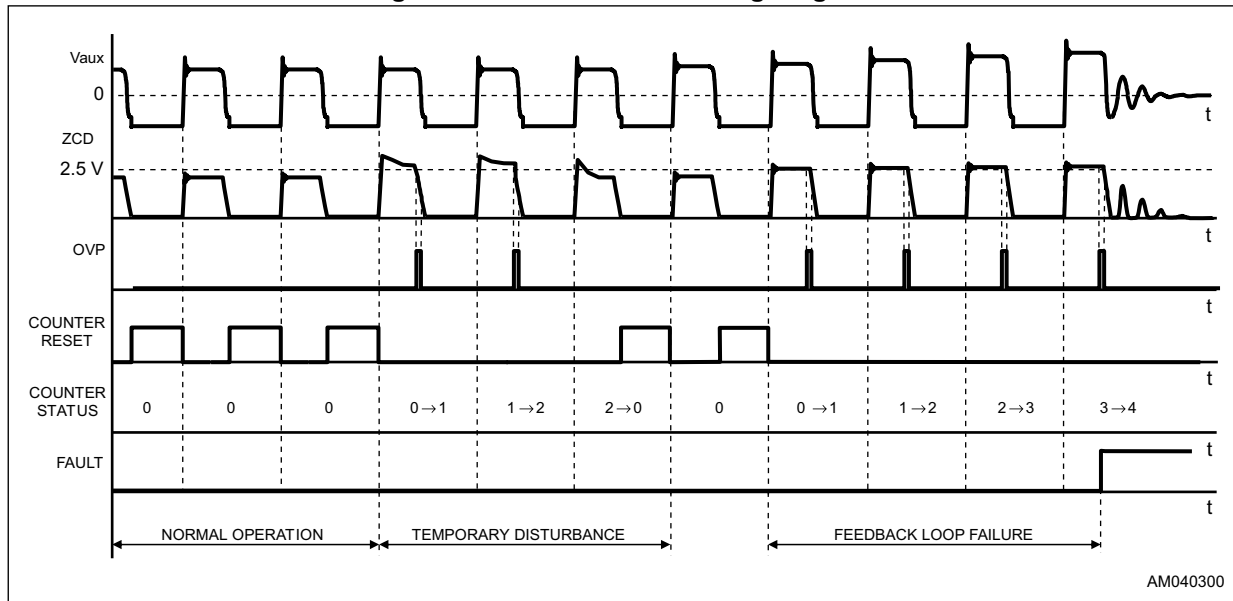 Vaux
0
t
ZCD
2.5 V
t
OVP
t
COUNTER
RESET
t
COUNTER
STATUS
0 0 0 0→1 1→2 2→0 0 0→1 1→2 2→3 3→4
t
FAULT
t
NORMAL OPERATION TEMPORARY DISTURBANCE FEEDBACK LOOP FAILURE
AM040300